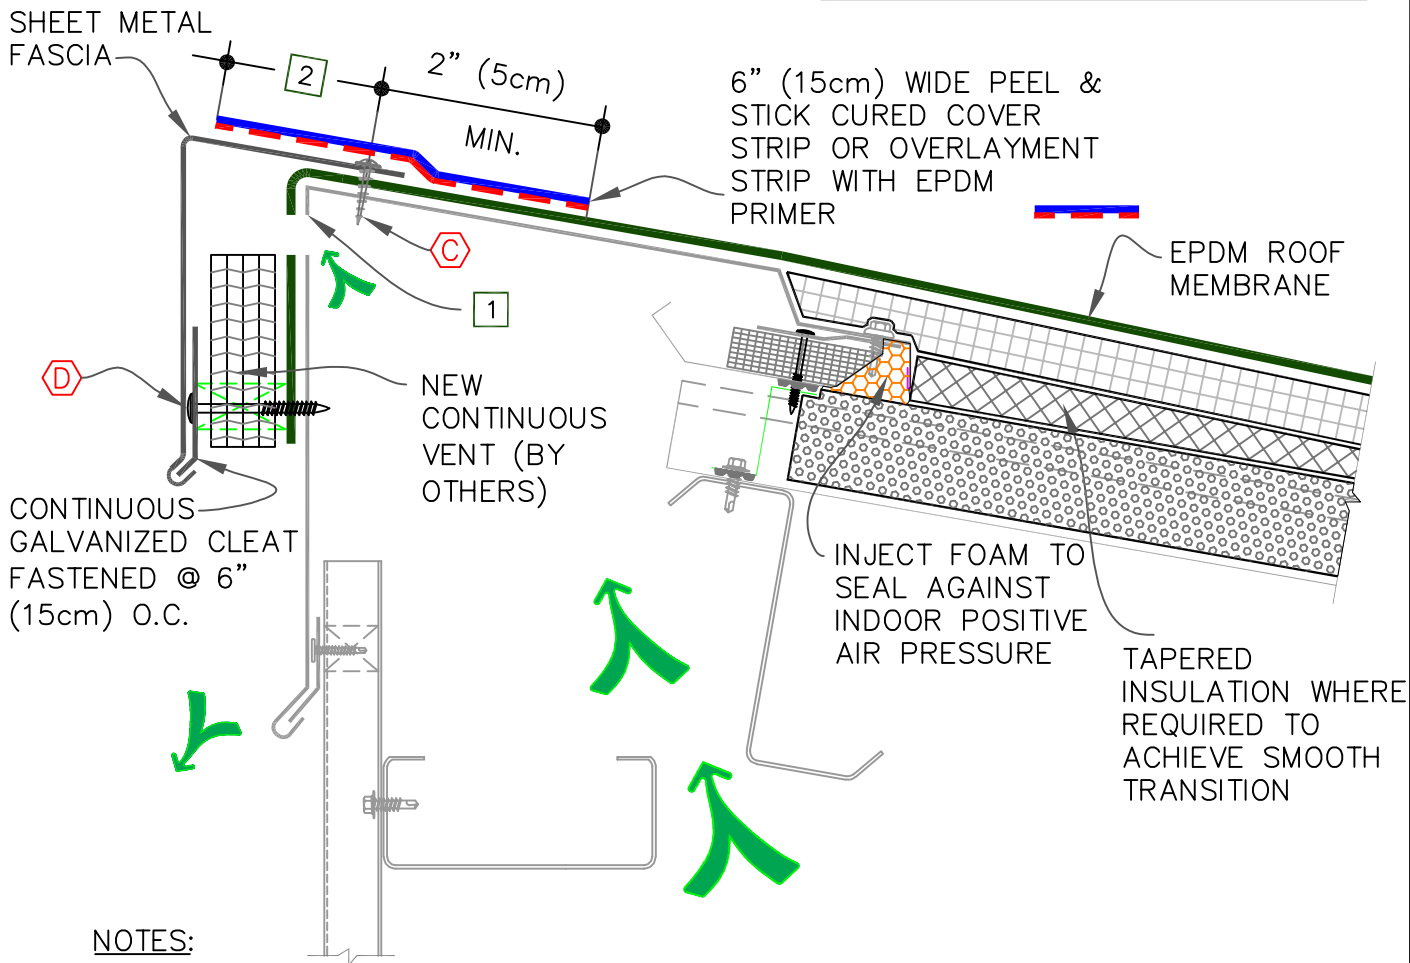 SHEET METAL
FASCIA
2
2” (5cm)
MIN.
6” (15cm) WIDE PEEL &
STICK CURED COVER
STRIP OR OVERLAYMENT
STRIP WITH EPDM
PRIMER
EPDM ROOF
MEMBRANE
C
1
D
NEW
CONTINUOUS
VENT (BY
OTHERS)
CONTINUOUS
GALVANIZED CLEAT
FASTENED @ 6”
(15cm) O.C.
INJECT FOAM TO
SEAL AGAINST
INDOOR POSITIVE
AIR PRESSURE
TAPERED
INSULATION WHERE
REQUIRED TO
ACHIEVE SMOOTH
TRANSITION
NOTES: